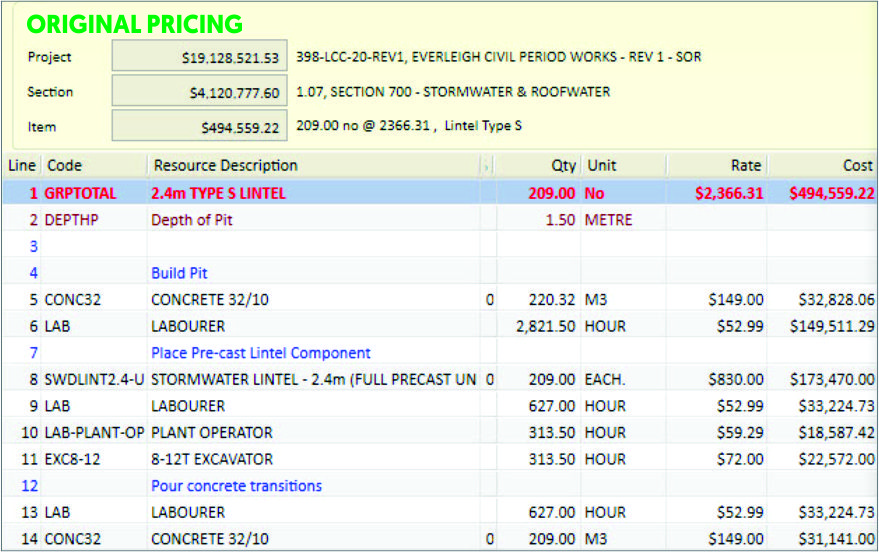 ORIGINAL PRICING
Project $19,128.521.53 398-LCC-20-REV1, EVERLEIGH CIVIL PERIOD WORKS - REV 1 - SOR
Section $4,120.777.60 1.07, SECTION 700 - STORMWATER & ROOFWATER
Item $494.559.22 209.00 no @ 2366.31 , Lintel Type S
Line Code Resource Description Qty Unit Rate Cost
1 GRPTOTAL 2.4m TYPE S LINTEL 209.00 No $2,366.31 $494,559.22
2 DEPTHP Depth of Pit 1.50 METRE
3
4 Build Pit
5 CONC32 CONCRETE 32/10 0 220.32 M3 $149.00 $32,828.06
6 LAB LABOURER 2,821.50 HOUR $52.99 $149,511.29
7 Place Pre-cast Lintel Component
8 SWDLINT2.4-U STORMWATER LINTEL - 2.4m (FULL PRECAST UN 0 209.00 EACH. $830.00 $173,470.00
9 LAB LABOURER 627.00 HOUR $52.99 $33,224.73
10 LAB-PLANT-OP PLANT OPERATOR 313.50 HOUR $59.29 $18,587.42
11 EXC8-12 8-12T EXCAVATOR 313.50 HOUR $72.00 $22,572.00
12 Pour concrete transitions
13 LAB LABOURER 627.00 HOUR $52.99 $33,224.73
14 CONC32 CONCRETE 32/10 0 209.00 M3 $149.00 $31,141.00